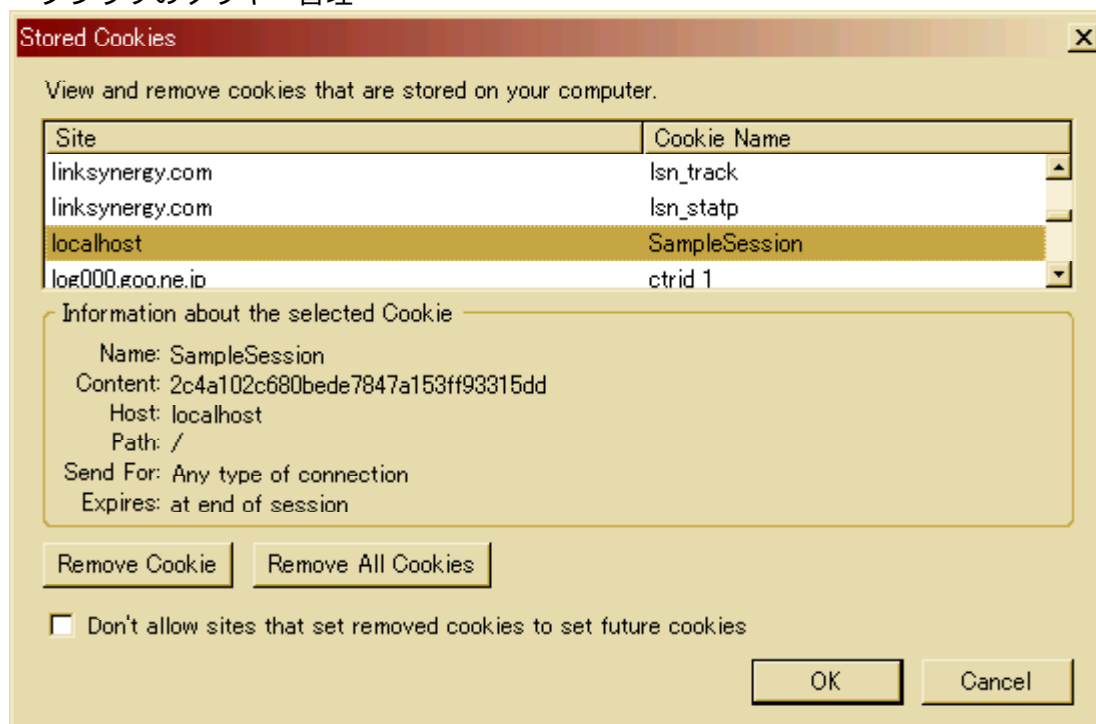 Stored Cookies
View and remove cookies that are stored on your computer.
Site Cookie Name
linksynergy.com lsn_track
linksynergy.com lsn_statp
localhost SampleSession
log000.goo.ne.jp ctrid 1
Information about the selected Cookie
Name: SampleSession
Content: 2c4a102c680bede7847a153ff93315dd
Host: localhost
Path: /
Send For: Any type of connection
Expires: at end of session
Remove Cookie Remove All Cookies
Don't allow sites that set removed cookies to set future cookies
OK Cancel